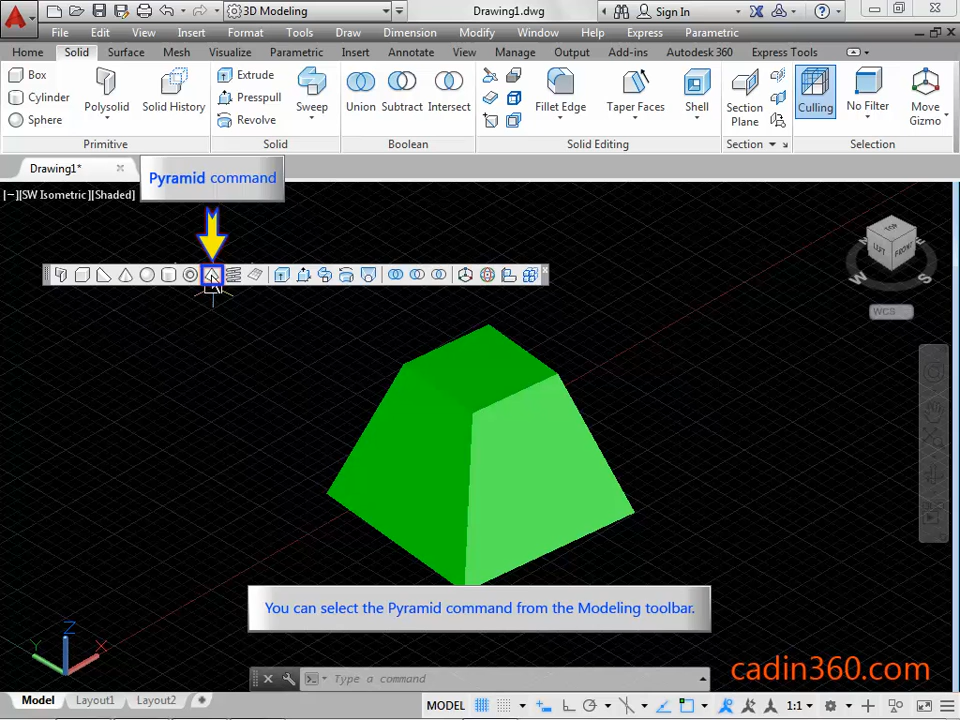 3D Modeling
Drawing1.dwg
Sign In
File Edit View Insert Format Tools Draw Dimension Modify Window Help Express Parametric
Home Solid Surface Mesh Visualize Parametric Insert Annotate View Manage Output Add-ins Autodesk 360 Express Tools
Box
Cylinder
Sphere
Polysolid
Solid History
Extrude
Presspull
Revolve
Sweep
Union
Subtract
Intersect
Fillet Edge
Taper Faces
Shell
Section
Plane
Culling
No Filter
Move
Gizmo
Primitive
Solid
Boolean
Solid Editing
Section
Selection
Drawing1*
Pyramid command
[−][SW Isometric][Shaded]
TOP
LEFT
FRONT
N
W
S
WCS
You can select the Pyramid command from the Modeling toolbar.
Z
Y
X
Type a command
cadin360.com
Model Layout1 Layout2
MODEL
1:1